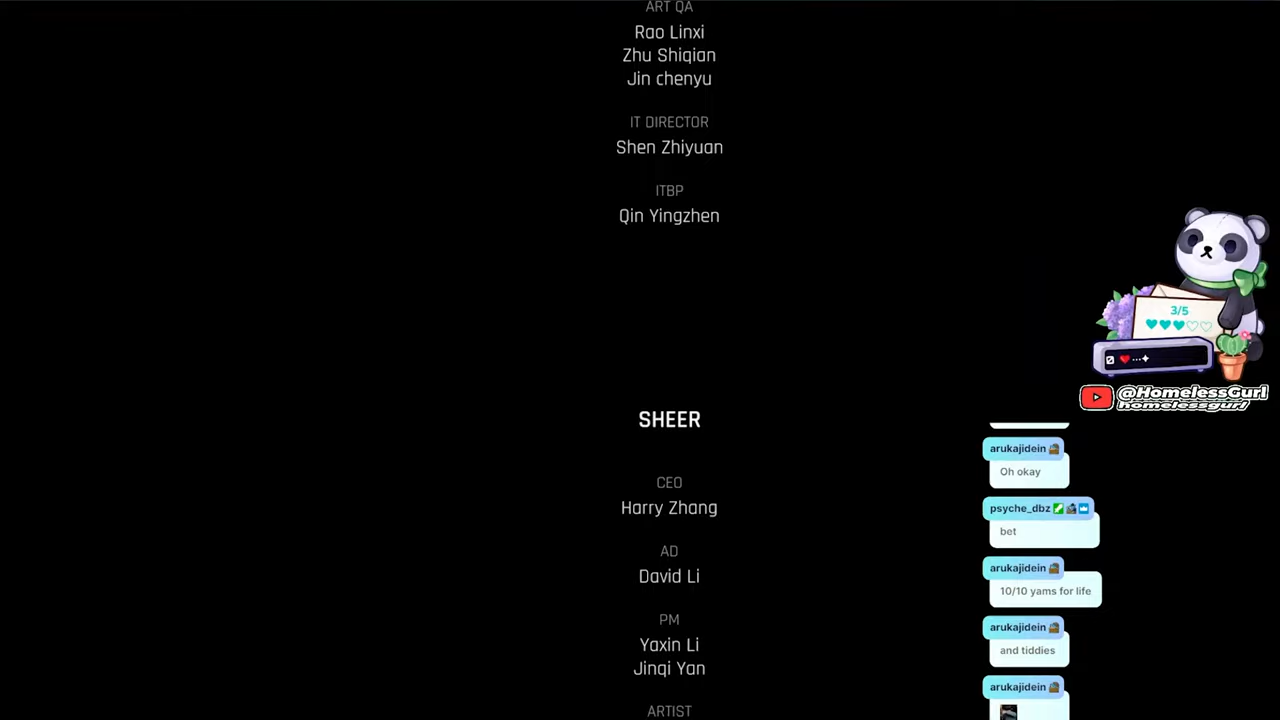 ART QA
Rao Linxi
Zhu Shiqian
Jin chenyu
IT DIRECTOR
Shen Zhiyuan
ITBP
Qin Yingzhen
SHEER
CEO
Harry Zhang
AD
David Li
PM
Yaxin Li
Jinqi Yan
ARTIST
3/5
@HomelessGurl
homelessgurl
arukajidein
Oh okay
psyche_dbz
bet
arukajidein
10/10 yams for life
arukajidein
and tiddies
arukajidein